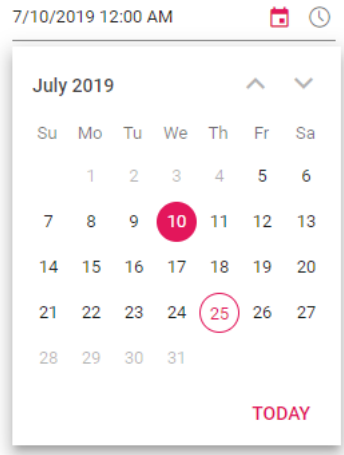 7/10/2019 12:00 AM
July 2019
Su Mo Tu We Th Fr Sa
1 2 3 4 5 6
7 8 9 10 11 12 13
14 15 16 17 18 19 20
21 22 23 24 25 26 27
28 29 30 31
TODAY